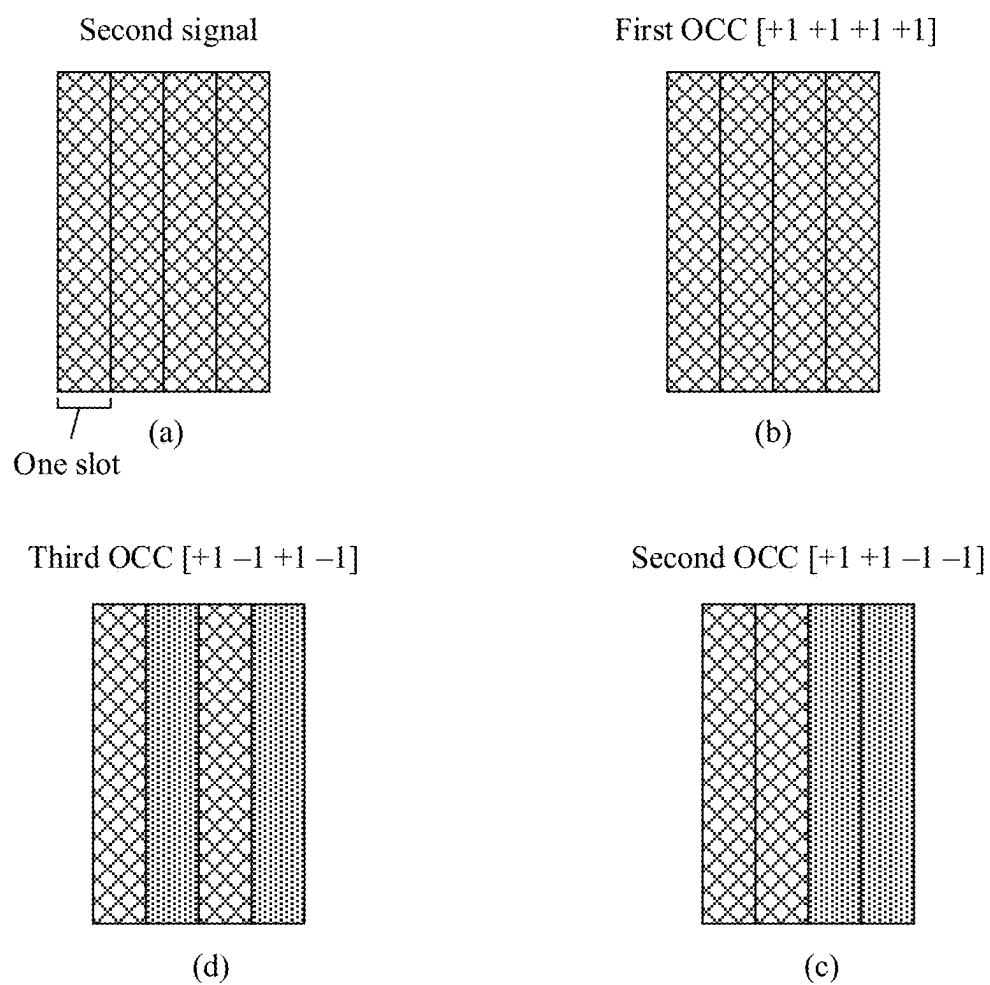 Second signal
First OCC [+1 +1 +1 +1]
(a)
One slot
(b)
Third OCC [+1 –1 +1 –1]
Second OCC [+1 +1 –1 –1]
(d)
(c)